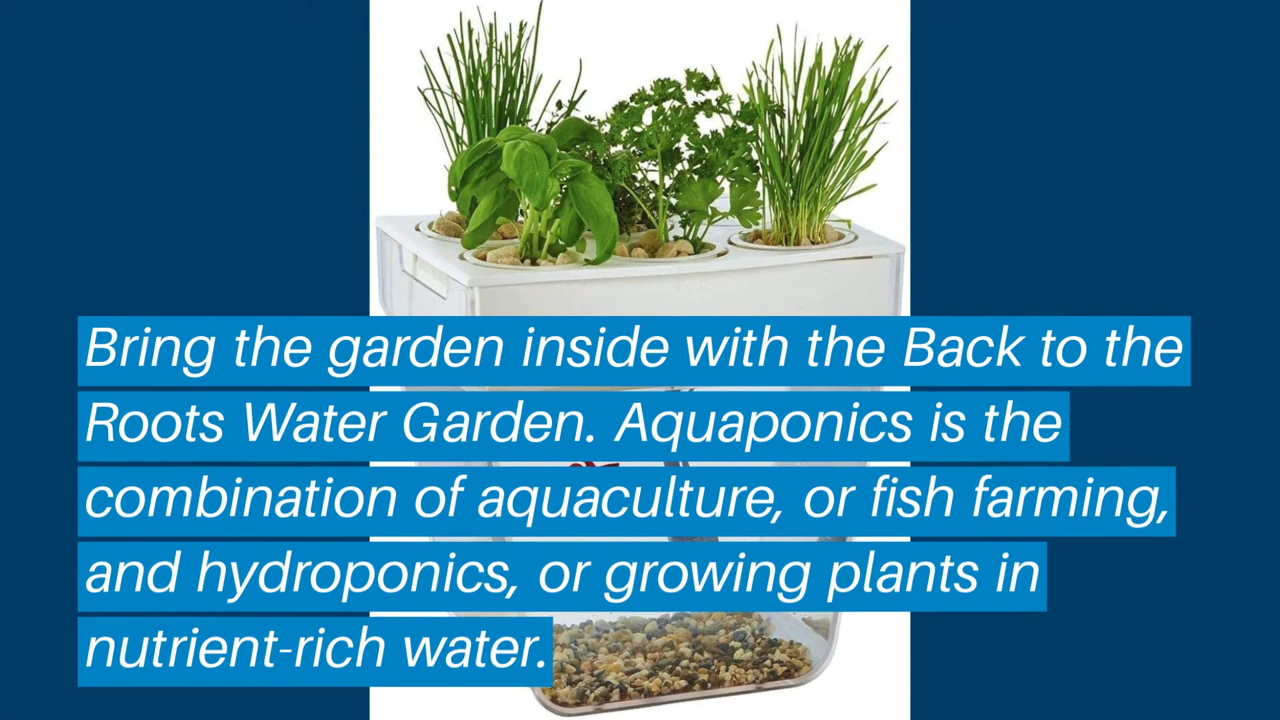 Bring the garden inside with the Back to the
Roots Water Garden. Aquaponics is the
combination of aquaculture, or fish farming,
and hydroponics, or growing plants in
nutrient-rich water.